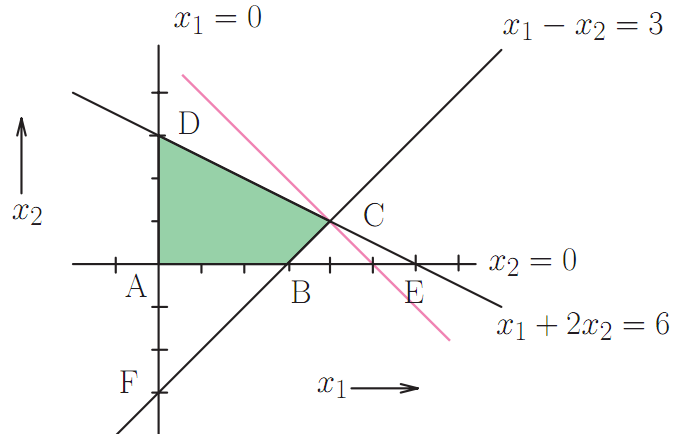 x₁ = 0
x₁ − x₂ = 3
D
x₂
C
x₂ = 0
A
B
E
x₁ + 2x₂ = 6
F
x₁